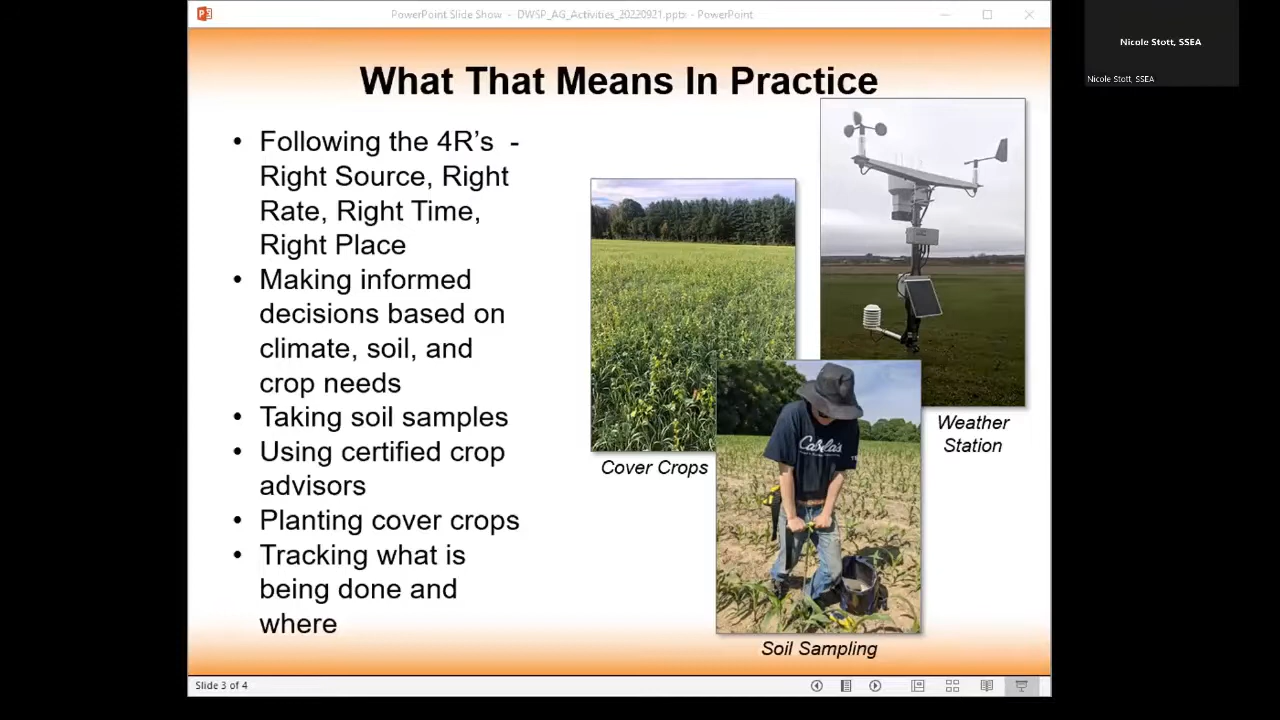 PowerPoint Slide Show - DWSP_AG_Activities_20220921.pptx - PowerPoint
Nicole Stott, SSEA
Nicole Stott, SSEA
What That Means In Practice
• Following the 4R’s -
Right Source, Right
Rate, Right Time,
Right Place
• Making informed
decisions based on
climate, soil, and
crop needs
• Taking soil samples
• Using certified crop
advisors
• Planting cover crops
• Tracking what is
being done and
where
Cabela's
Weather
Station
Cover Crops
Soil Sampling
Slide 3 of 4